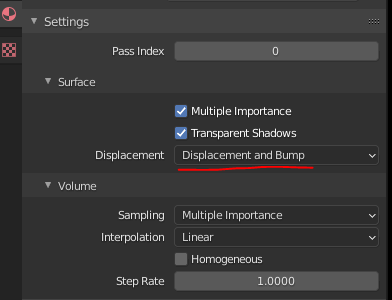 Settings
Pass Index 0
Surface
Multiple Importance
Transparent Shadows
Displacement Displacement and Bump
Volume
Sampling Multiple Importance
Interpolation Linear
Homogeneous
Step Rate 1.0000